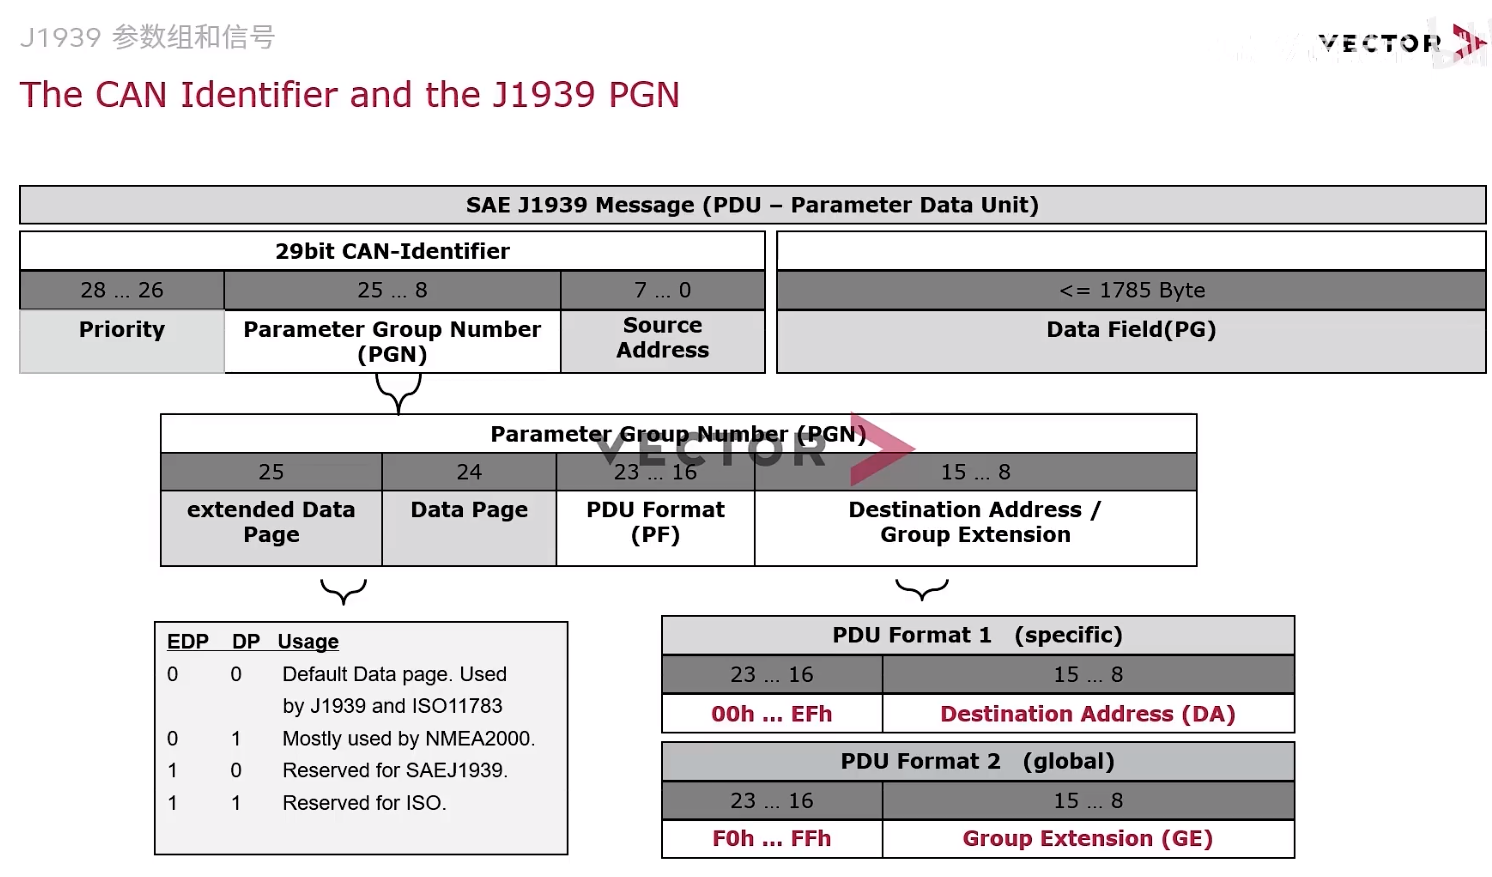 J1939 参数组和信号
VECTOR
The CAN Identifier and the J1939 PGN
SAE J1939 Message (PDU – Parameter Data Unit)
29bit CAN-Identifier
28 ... 26
25 ... 8
7 ... 0
<= 1785 Byte
Priority
Parameter Group Number
(PGN)
Source
Address
Data Field(PG)
Parameter Group Number (PGN)
VECTOR
25
24
23 ... 16
15 ... 8
extended Data
Page
Data Page
PDU Format
(PF)
Destination Address /
Group Extension
EDP DP Usage
0 0 Default Data page. Used
by J1939 and ISO11783
0 1 Mostly used by NMEA2000.
1 0 Reserved for SAEJ1939.
1 1 Reserved for ISO.
PDU Format 1 (specific)
23 ... 16
15 ... 8
00h ... EFh
Destination Address (DA)
PDU Format 2 (global)
23 ... 16
15 ... 8
F0h ... FFh
Group Extension (GE)